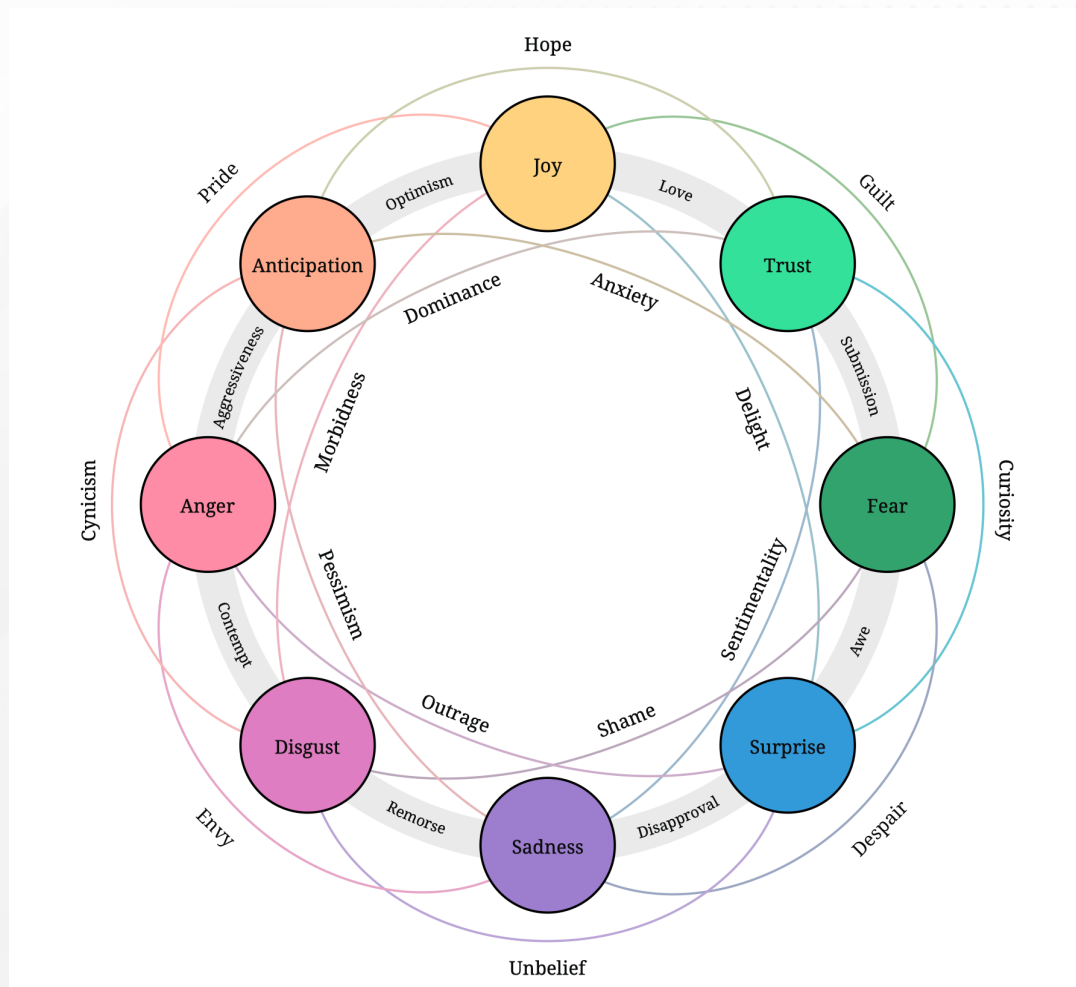 Hope
Joy
Pride
Optimism
Love
Guilt
Anticipation
Trust
Dominance
Anxiety
Aggressiveness
Submission
Morbidness
Delight
Cynicism
Anger
Fear
Curiosity
Pessimism
Sentimentality
Contempt
Awe
Outrage
Shame
Disgust
Surprise
Envy
Remorse
Disapproval
Despair
Sadness
Unbelief